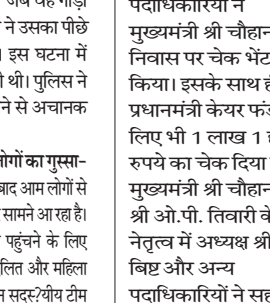 जब वह गाड़ी
ने उसका पीछे
। इस घटना में
थी। पुलिस ने
ने से अचानक
लोगों का गुस्सा-
बाद आम लोगों से
सामने आ रहा है।
पहुंचने के लिए
लित और महिला
सदस्?यीय टीम
पदाधिकारियों ने
मुख्यमंत्री श्री चौहान
निवास पर चेक भेंट
किया। इसके साथ ही
प्रधानमंत्री केयर फंड
लिए भी 1 लाख 1 ह
रुपये का चेक दिया
मुख्यमंत्री श्री चौहान
श्री ओ.पी. तिवारी के
नेतृत्व में अध्यक्ष श्री
बिष्ट और अन्य
पदाधिकारियों ने सह